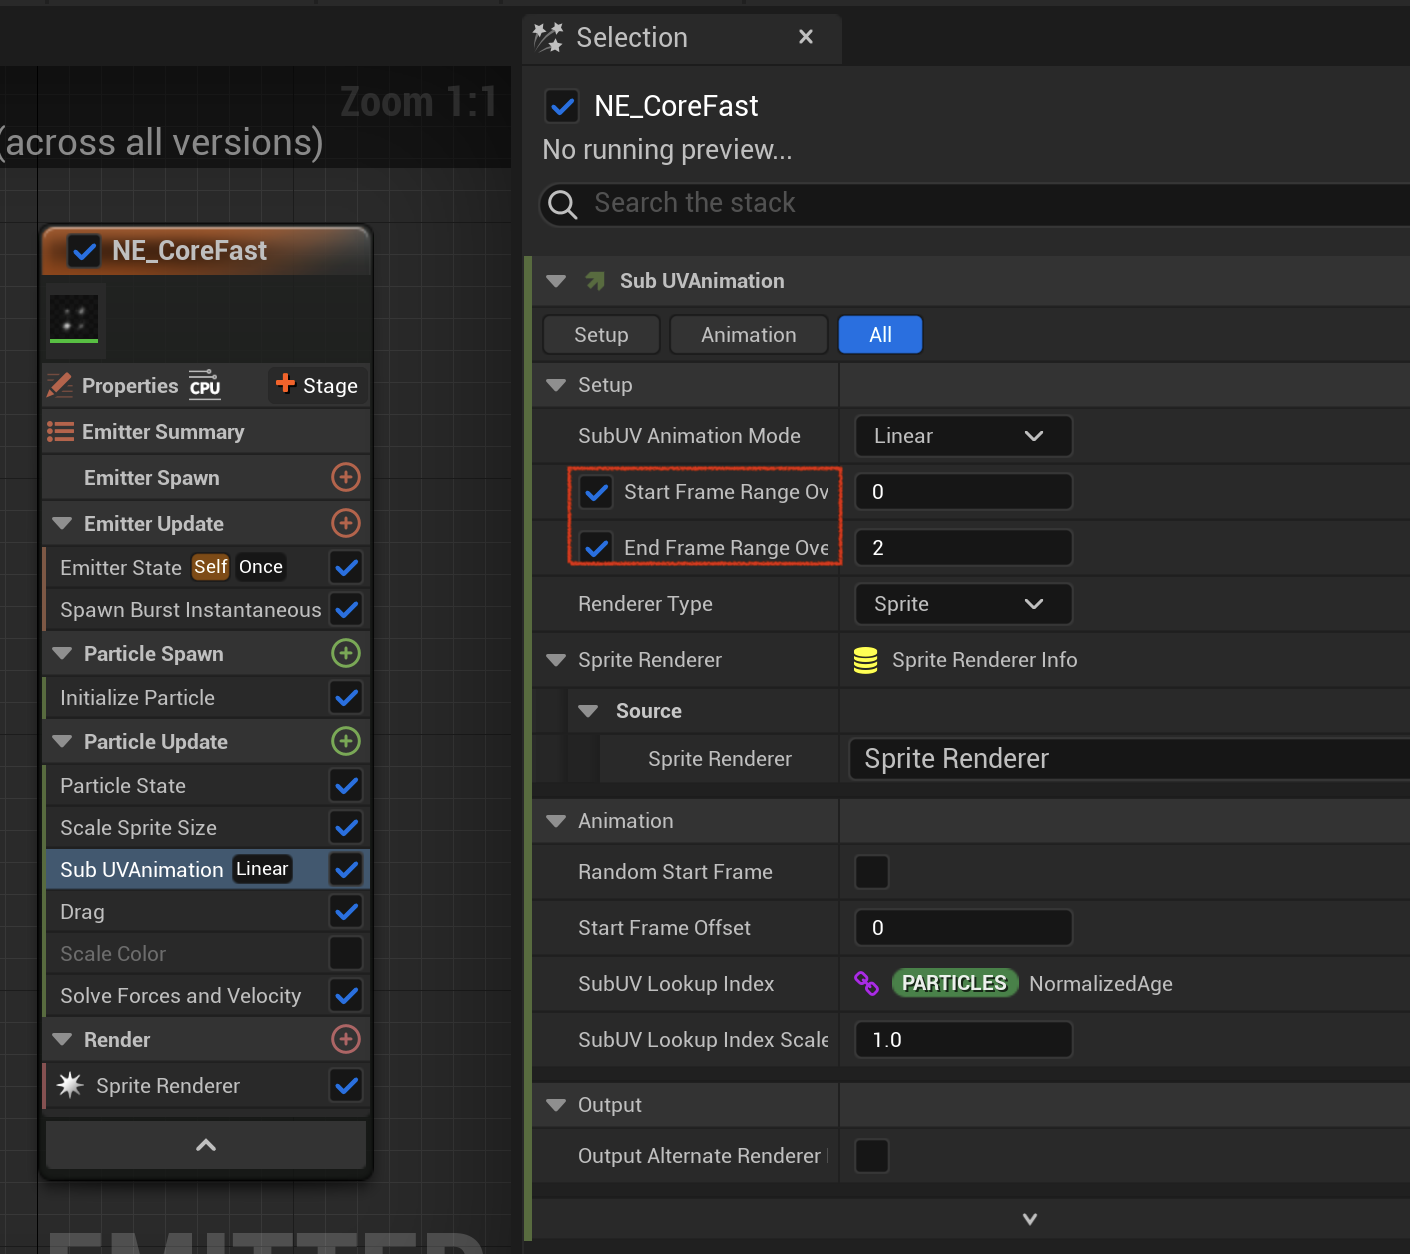 Zoom 1:1
(across all versions)
NE_CoreFast
Properties CPU Stage
Emitter Summary
Emitter Spawn
Emitter Update
Emitter State Self Once
Spawn Burst Instantaneous
Particle Spawn
Initialize Particle
Particle Update
Particle State
Scale Sprite Size
Sub UVAnimation Linear
Drag
Scale Color
Solve Forces and Velocity
Render
Sprite Renderer
EMITTER
Selection
NE_CoreFast
No running preview...
Search the stack
Sub UVAnimation
Setup Animation All
Setup
SubUV Animation Mode Linear
Start Frame Range Ov 0
End Frame Range Ove 2
Renderer Type Sprite
Sprite Renderer Sprite Renderer Info
Source
Sprite Renderer Sprite Renderer
Animation
Random Start Frame
Start Frame Offset 0
SubUV Lookup Index PARTICLES NormalizedAge
SubUV Lookup Index Scale 1.0
Output
Output Alternate Renderer